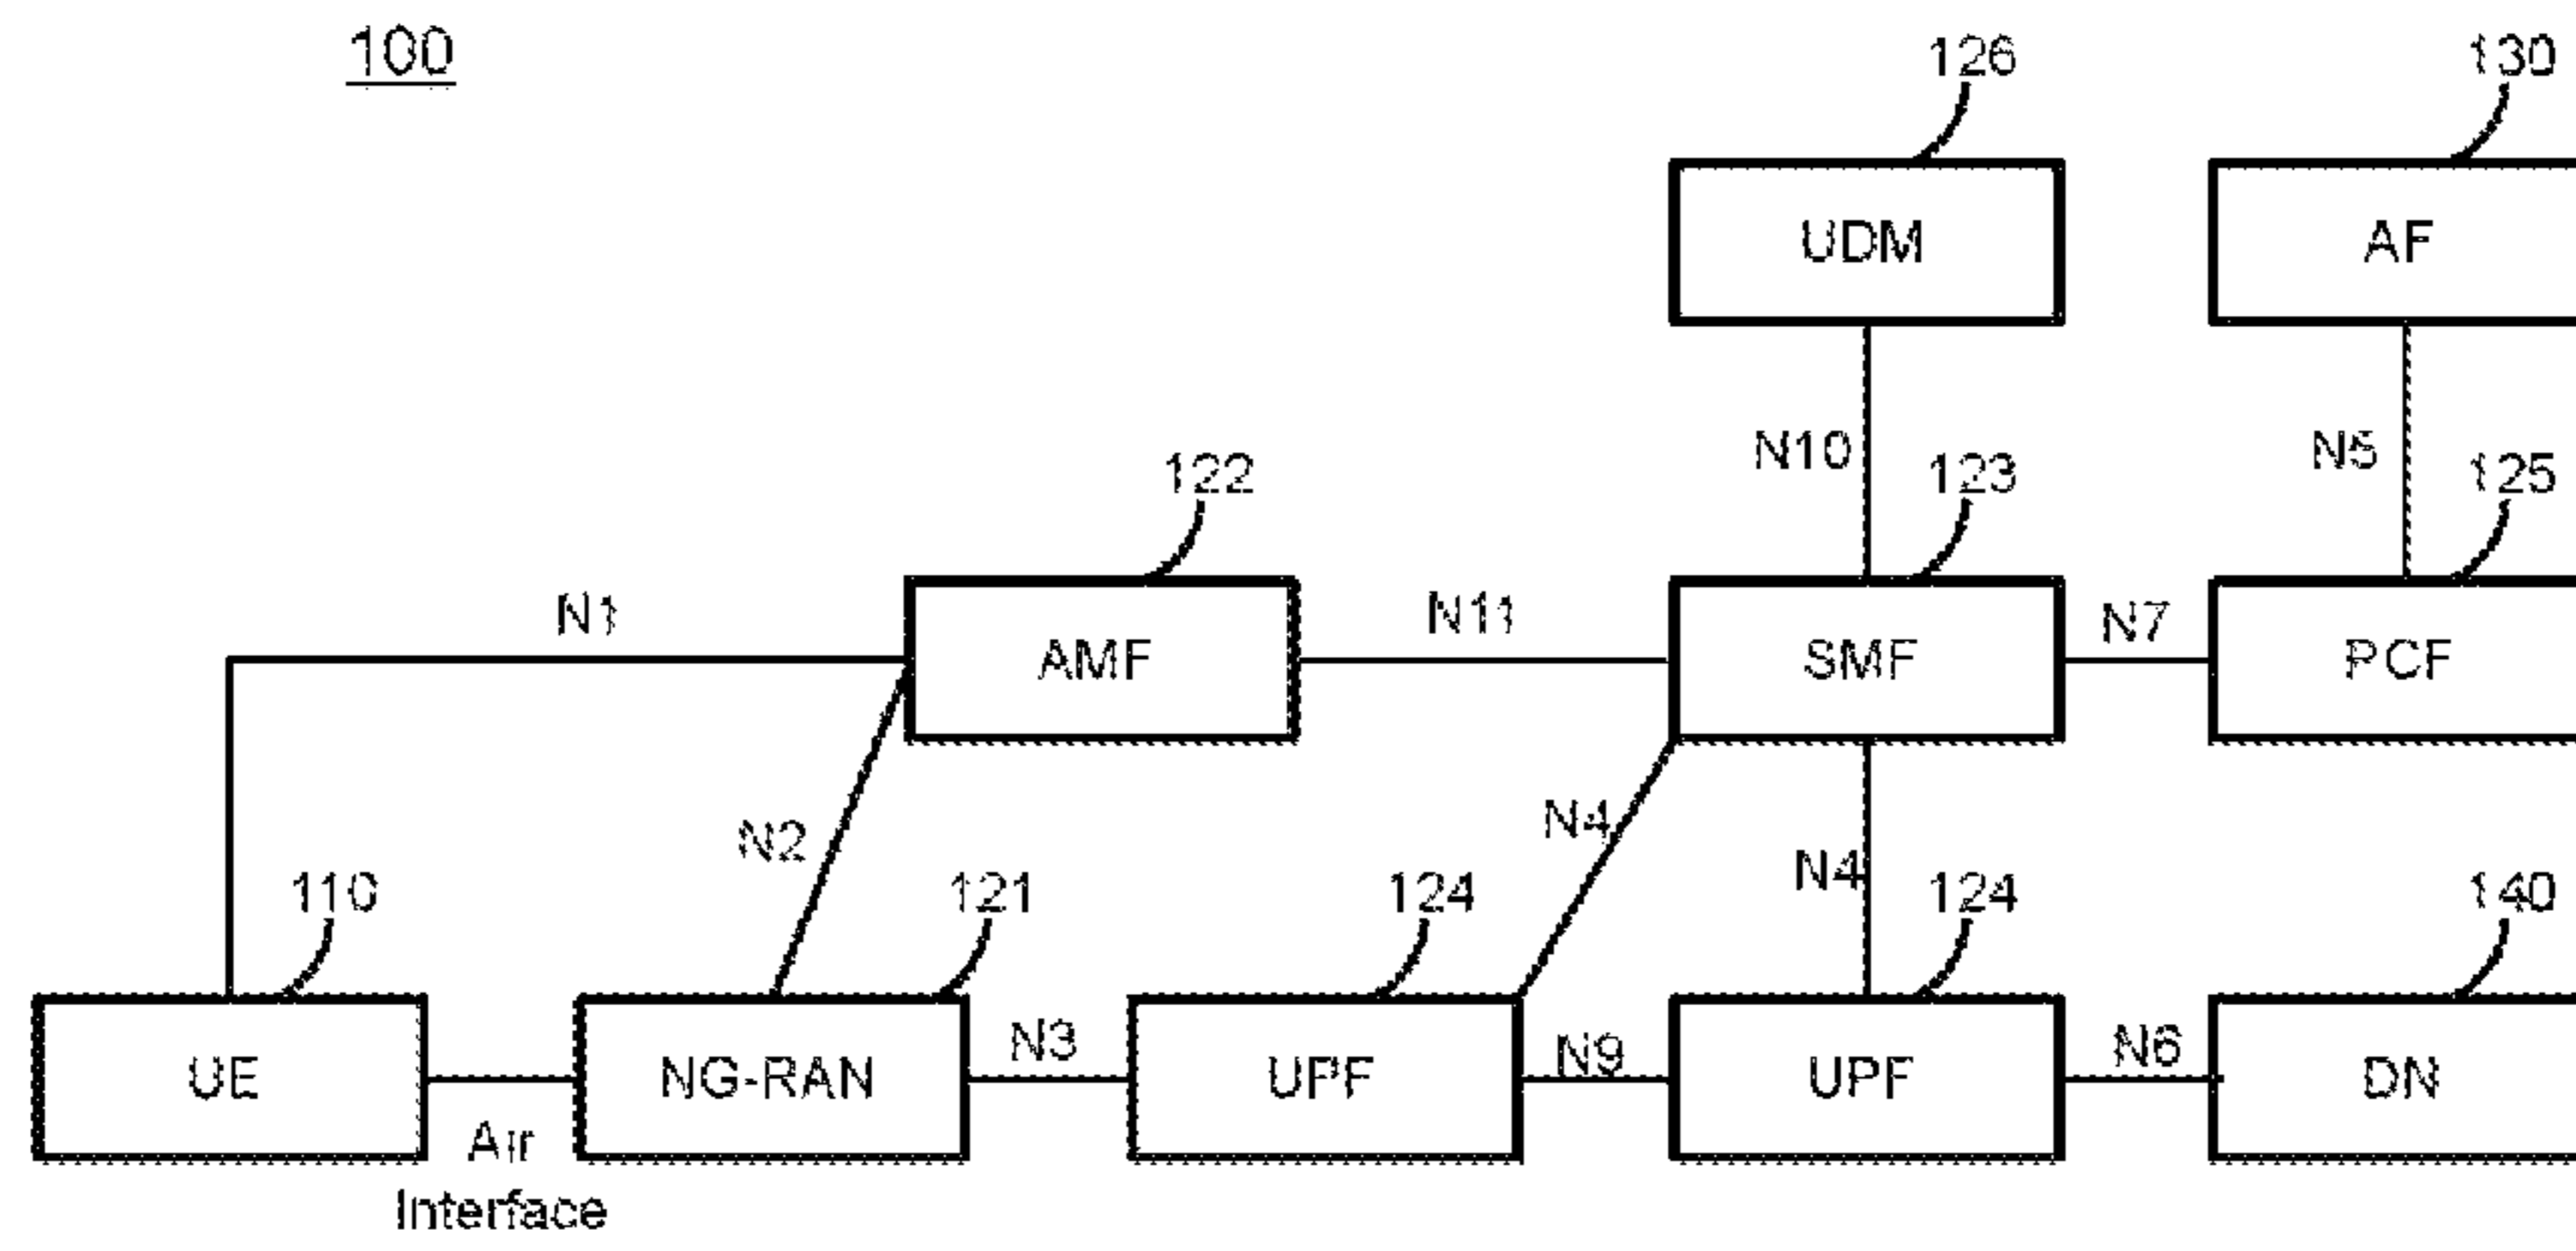 100
126
130
UDM
AF
N10
N5
122
123
125
N1
AMF
N11
SMF
N7
PCF
N2
N4
N4
110
121
124
124
140
UE
Air
Interface
NG-RAN
N3
UPF
N9
UPF
N6
DN